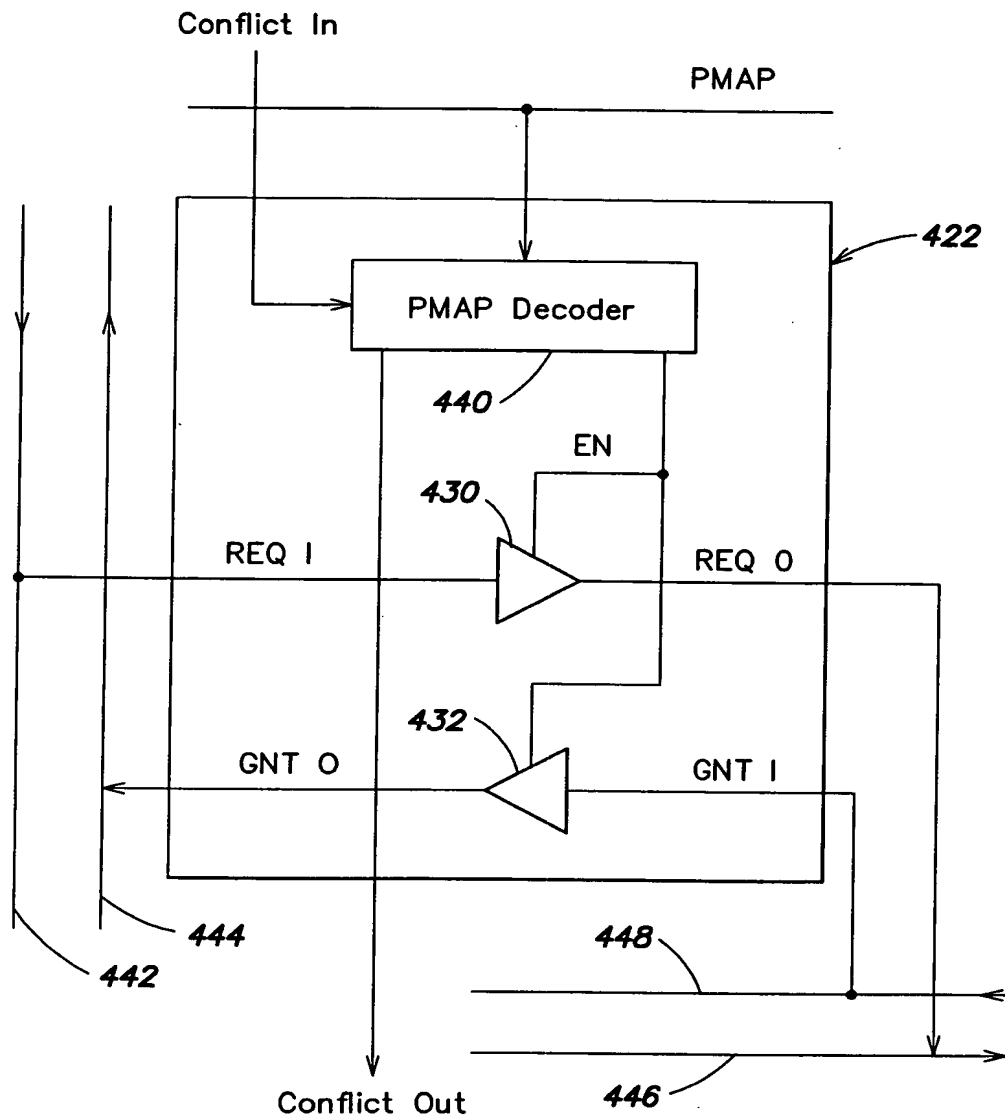 Conflict In
PMAP
422
PMAP Decoder
440
EN
430
REQ I
REQ O
432
GNT O
GNT I
444
448
442
446
Conflict Out